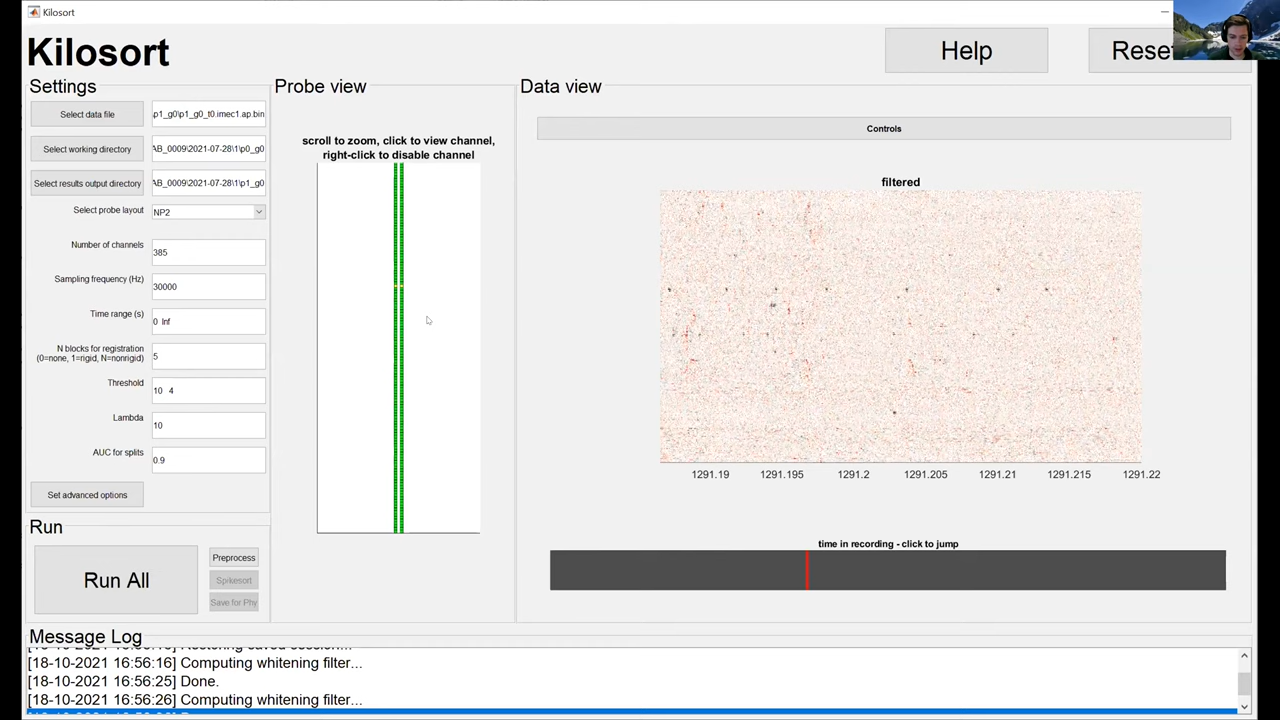 Kilosort
Kilosort
Help
Settings
Probe view
Data view
Select data file
p1_g0\p1_g0_t0.imec1.ap.bin
Controls
Select working directory
AB_0009\2021-07-28\1\p0_g0
scroll to zoom, click to view channel,
right-click to disable channel
Select results output directory
AB_0009\2021-07-28\1\p1_g0
filtered
Select probe layout
NP2
Number of channels
385
Sampling frequency (Hz)
30000
Time range (s)
0 Inf
N blocks for registration
(0=none, 1=rigid, N=nonrigid)
5
Threshold
10 4
Lambda
10
AUC for splits
0.9
1291.19 1291.195 1291.2 1291.205 1291.21 1291.215 1291.22
Set advanced options
Run
time in recording - click to jump
Run All
Preprocess
Spikesort
Save for Phy
Message Log
Restoring saved session...
[18-10-2021 16:56:16] Computing whitening filter...
[18-10-2021 16:56:25] Done.
[18-10-2021 16:56:26] Computing whitening filter...